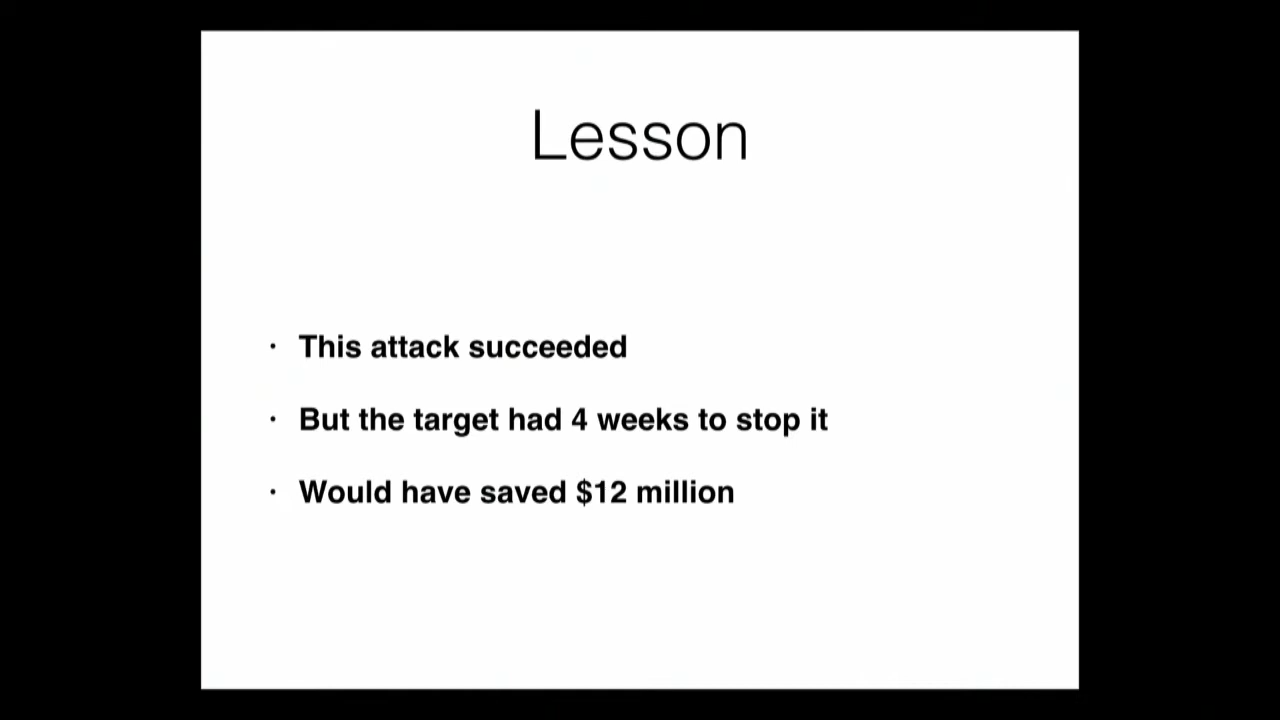 Lesson
· This attack succeeded
· But the target had 4 weeks to stop it
· Would have saved $12 million